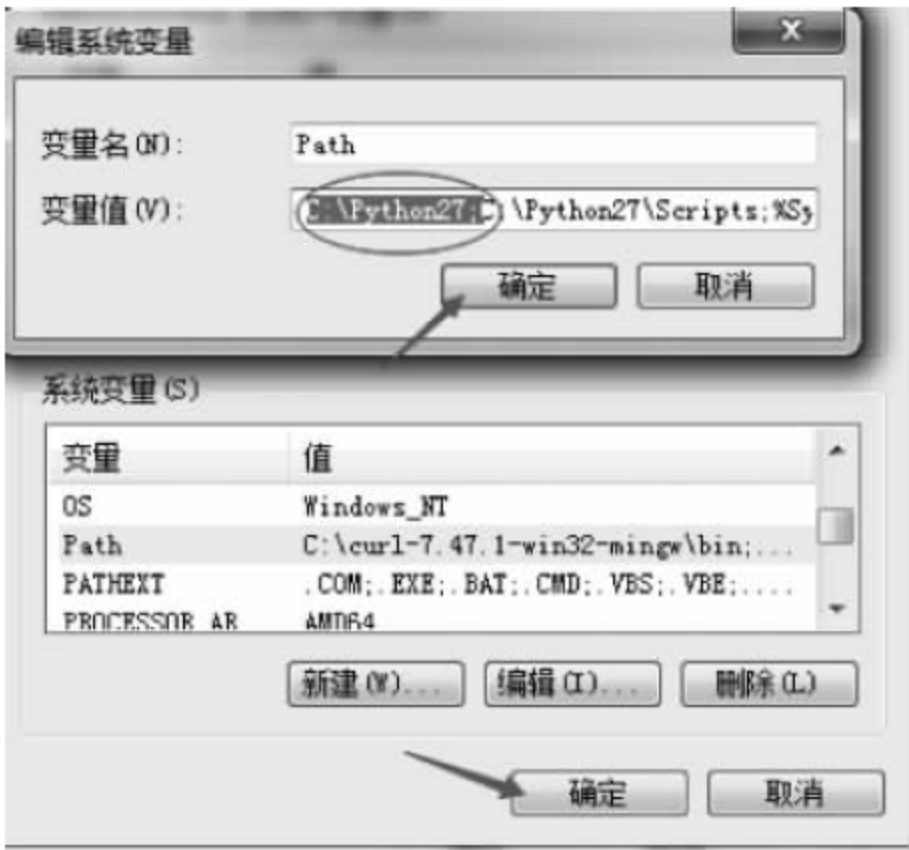 编辑系统变量
变量名(N): Path
变量值(V): C:\Python27;C:\Python27\Scripts;%Sy
确定 取消
系统变量(S)
变量 值
OS Windows_NT
Path C:\curl-7.47.1-win32-mingw\bin;...
PATHEXT .COM;.EXE;.BAT;.CMD;.VBS;.VBE;....
PROCESSOR_AR AMD64
新建(W)... 编辑(I)... 删除(L)
确定 取消